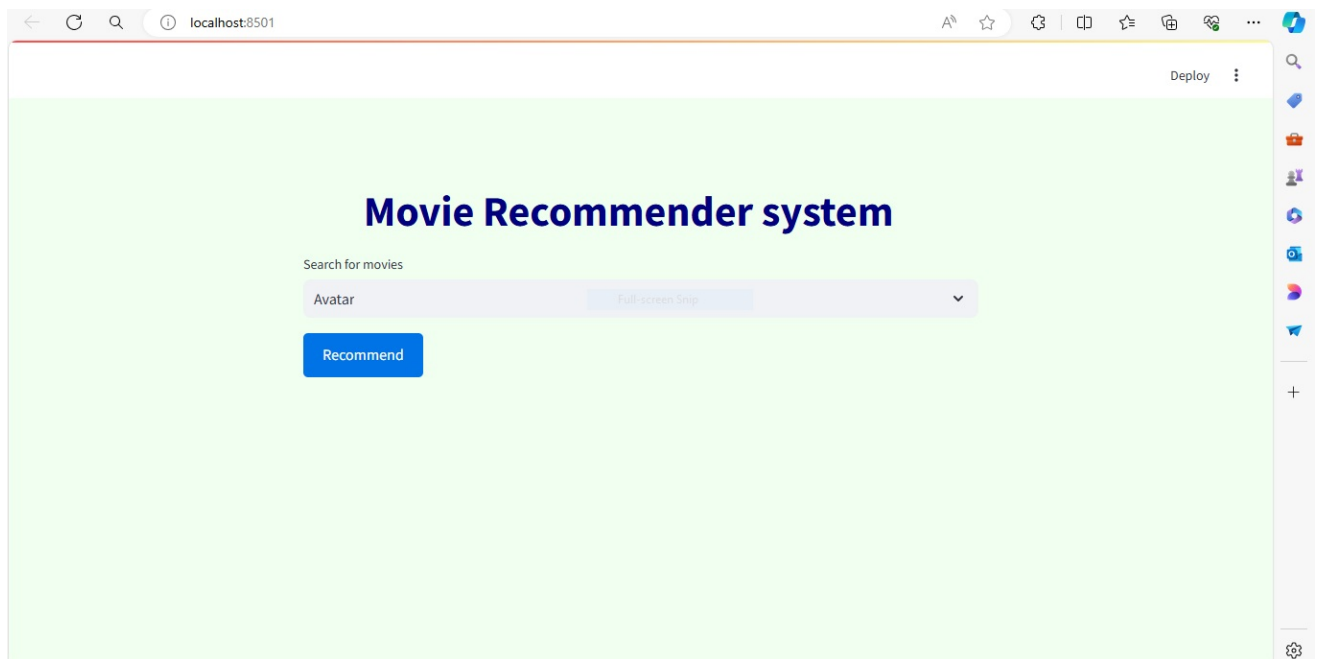 localhost:8501
Deploy
Movie Recommender system
Search for movies
Avatar
Full-screen Snip
Recommend